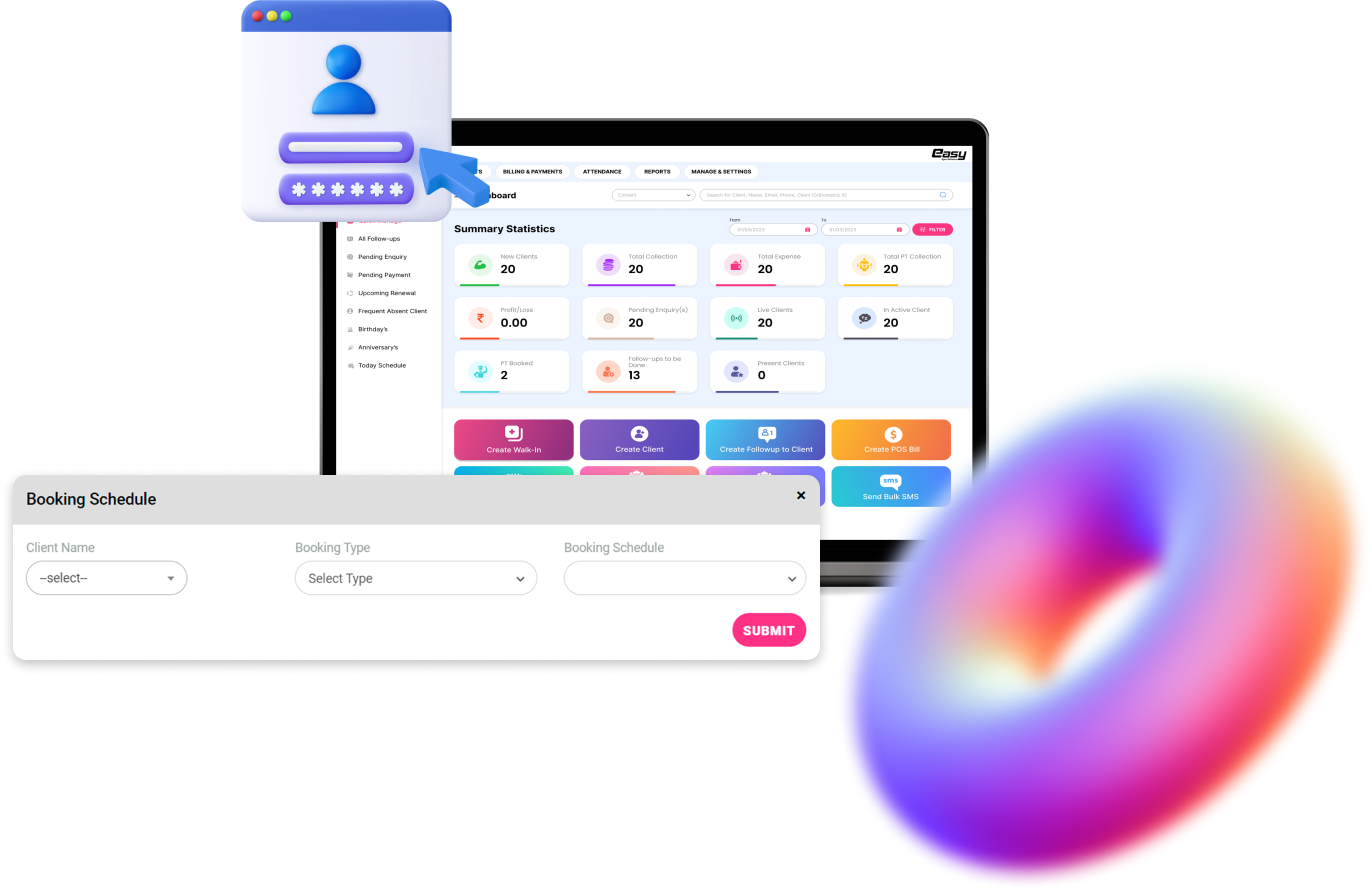 easy
BILLING & PAYMENTS
ATTENDANCE
REPORTS
MANAGE & SETTINGS
Contact
Search for Client, Name, Email, Phone, Client ID(Biometric ID)
Summary Statistics
From
To
01/03/2023
01/03/2023
FILTER
All Follow-ups
Pending Enquiry
Pending Payment
Upcoming Renewal
Frequent Absent Client
Birthday's
Anniversary's
Today Schedule
New Clients
20
Total Collection
20
Total Expense
20
Total PT Collection
20
Profit/Loss
0.00
Pending Enquiry(s)
20
Live Clients
20
In Active Client
20
PT Booked
2
Follow-ups to be
Done
13
Present Clients
0
Create Walk-In
Create Client
Create Followup to Client
Create POS Bill
sms
Send Bulk SMS
Booking Schedule
×
Client Name
Booking Type
Booking Schedule
--select--
Select Type
SUBMIT